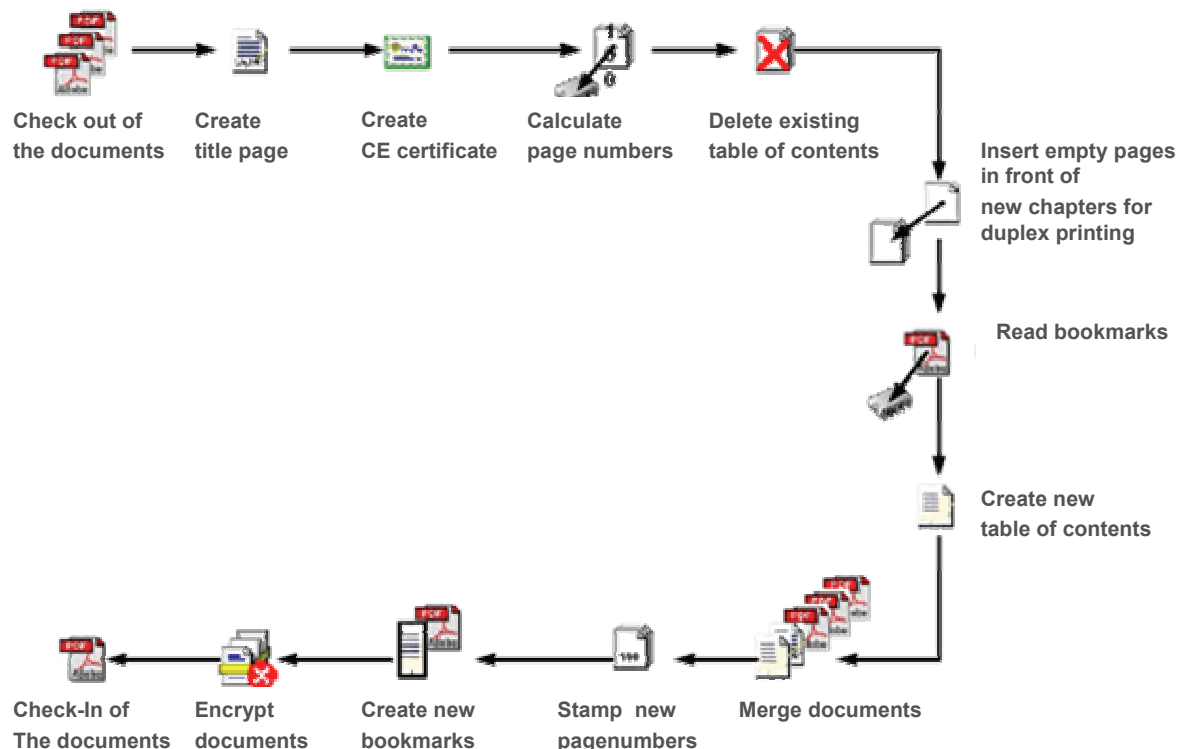 Check out of
the documents
Create
title page
Create
CE certificate
Calculate
page numbers
Delete existing
table of contents
Insert empty pages
in front of
new chapters for
duplex printing
Read bookmarks
Create new
table of contents
Merge documents
Stamp  new
pagenumbers
Create new
bookmarks
Encrypt
documents
Check-In of
The documents